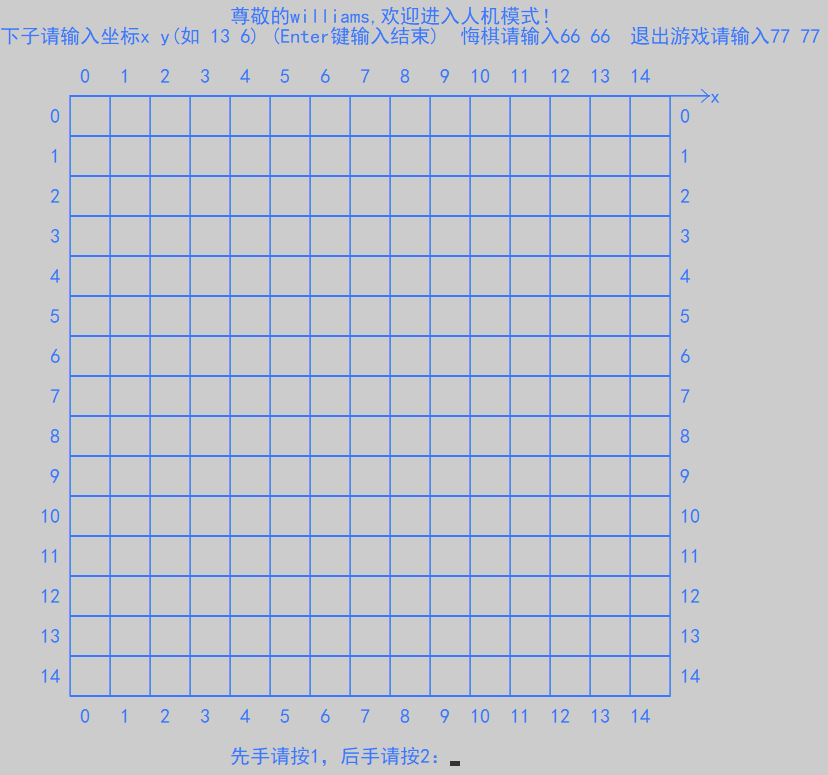 尊敬的williams,欢迎进入人机模式!
下子请输入坐标x y(如 13 6) (Enter键输入结束)  悔棋请输入66 66  退出游戏请输入77 77
0 1 2 3 4 5 6 7 8 9 10 11 12 13 14
x
0 0
1 1
2 2
3 3
4 4
5 5
6 6
7 7
8 8
9 9
10 10
11 11
12 12
13 13
14 14
0 1 2 3 4 5 6 7 8 9 10 11 12 13 14
先手请按1，后手请按2：